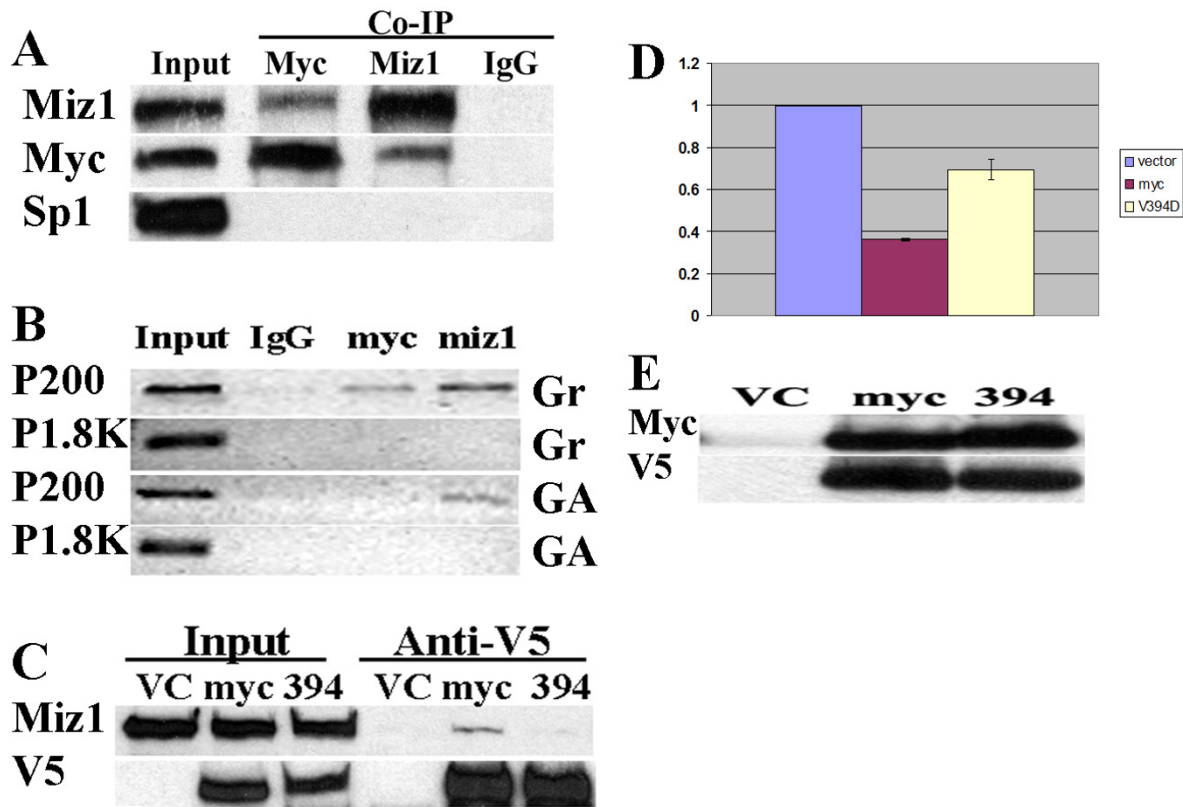 A
Co-IP
Input Myc Miz1 IgG
Miz1
Myc
Sp1
B
Input IgG myc miz1
P200 Gr
P1.8K Gr
P200 GA
P1.8K GA
C
Input Anti-V5
VC myc 394 VC myc 394
Miz1
V5
D
1.2
1
0.8
0.6
0.4
0.2
0
vector
myc
V394D
E
VC myc 394
Myc
V5